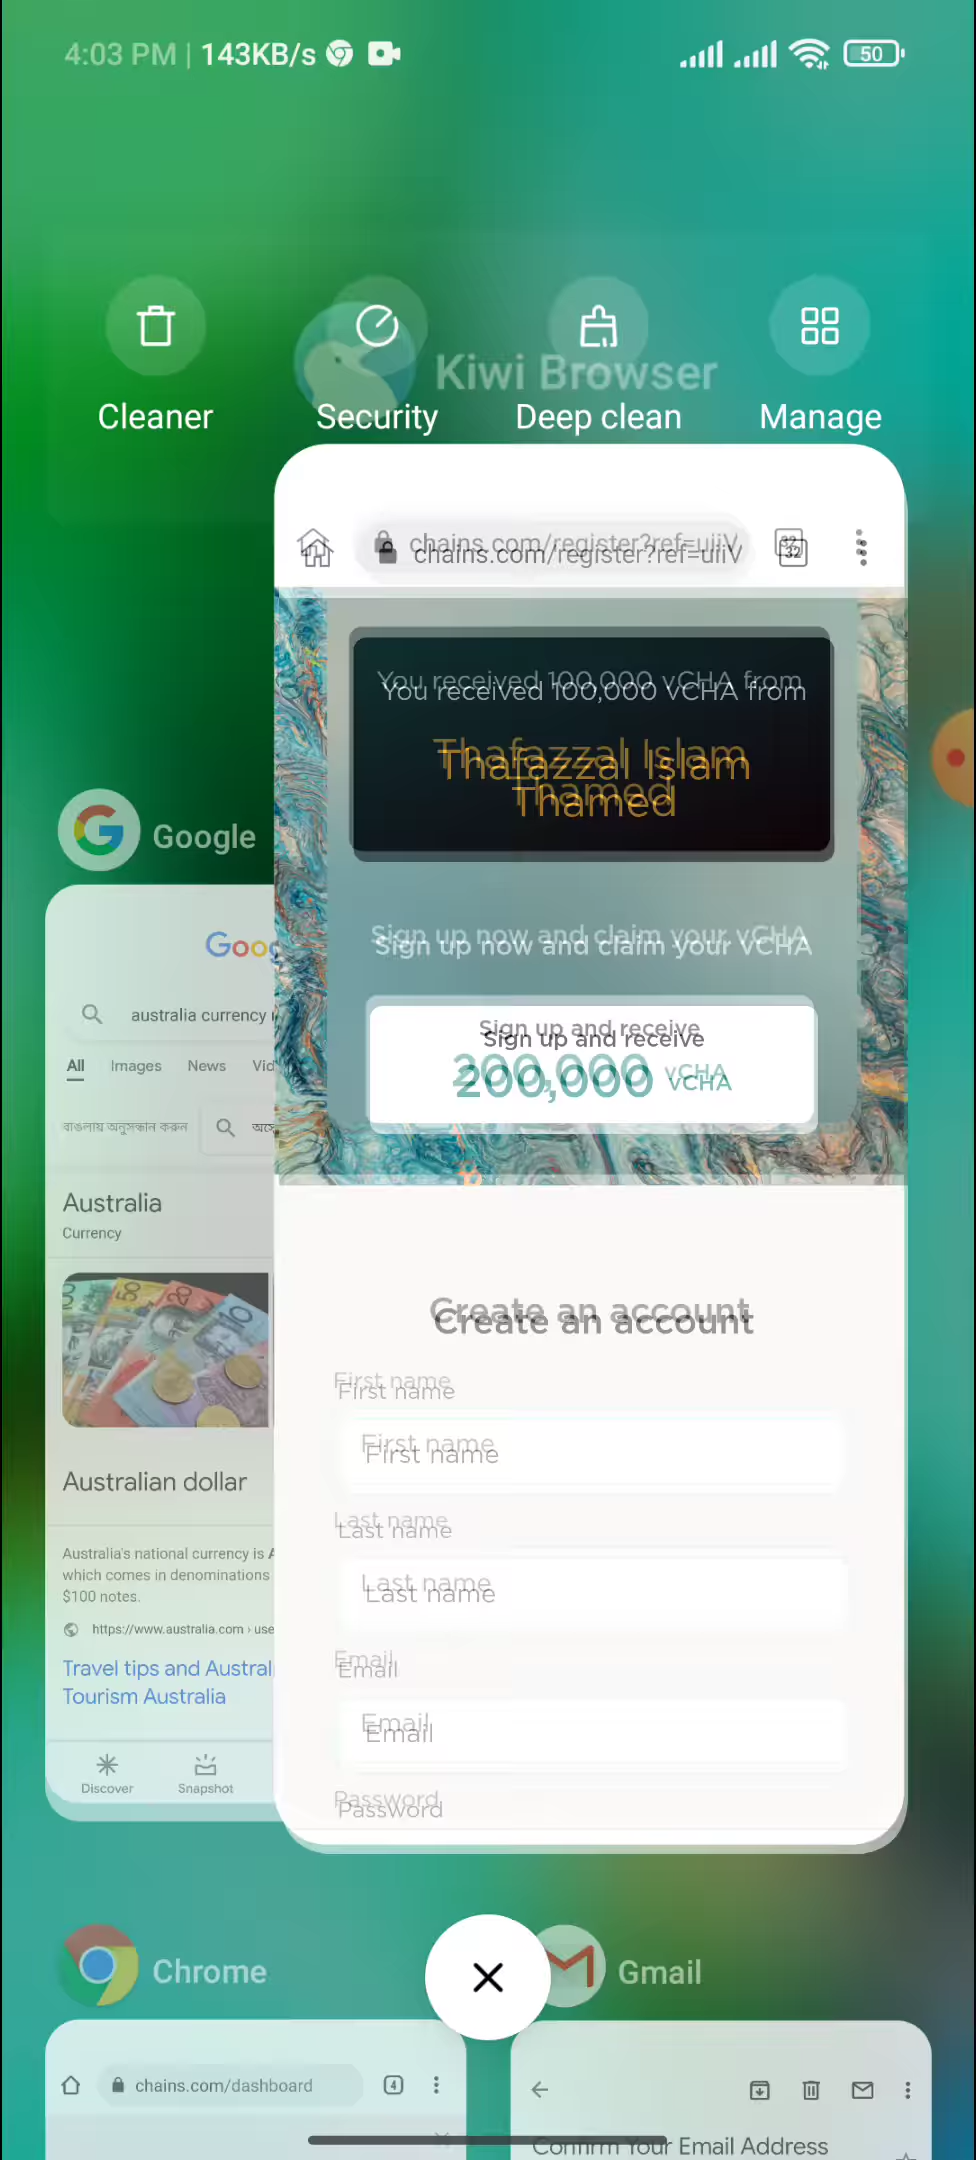 4:03 PM | 143KB/s
50
Cleaner
Security
Deep clean
Manage
Kiwi Browser
chains.com/register?ref=uiiV
32
You received 100,000 vCHA from
Thafazzal Islam
Thamed
Sign up now and claim your vCHA
Sign up and receive
200,000 vCHA
Create an account
First name
First name
Last name
Last name
Email
Email
Password
Google
Goog
australia currency
All Images News Vid
বাঙলায় অনুসন্ধান করুন
Australia
Currency
Australian dollar
Australia's national currency is
which comes in denominations
$100 notes.
https://www.australia.com › use
Travel tips and Austral
Tourism Australia
Discover
Snapshot
Chrome
Gmail
chains.com/dashboard
4
Confirm Your Email Address